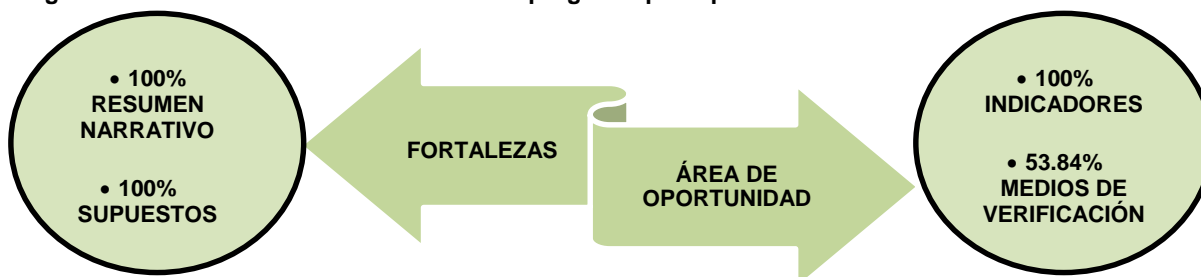 • 100%
RESUMEN
NARRATIVO
• 100%
SUPUESTOS
FORTALEZAS
ÁREA DE
OPORTUNIDAD
• 100%
INDICADORES
• 53.84%
MEDIOS DE
VERIFICACIÓN